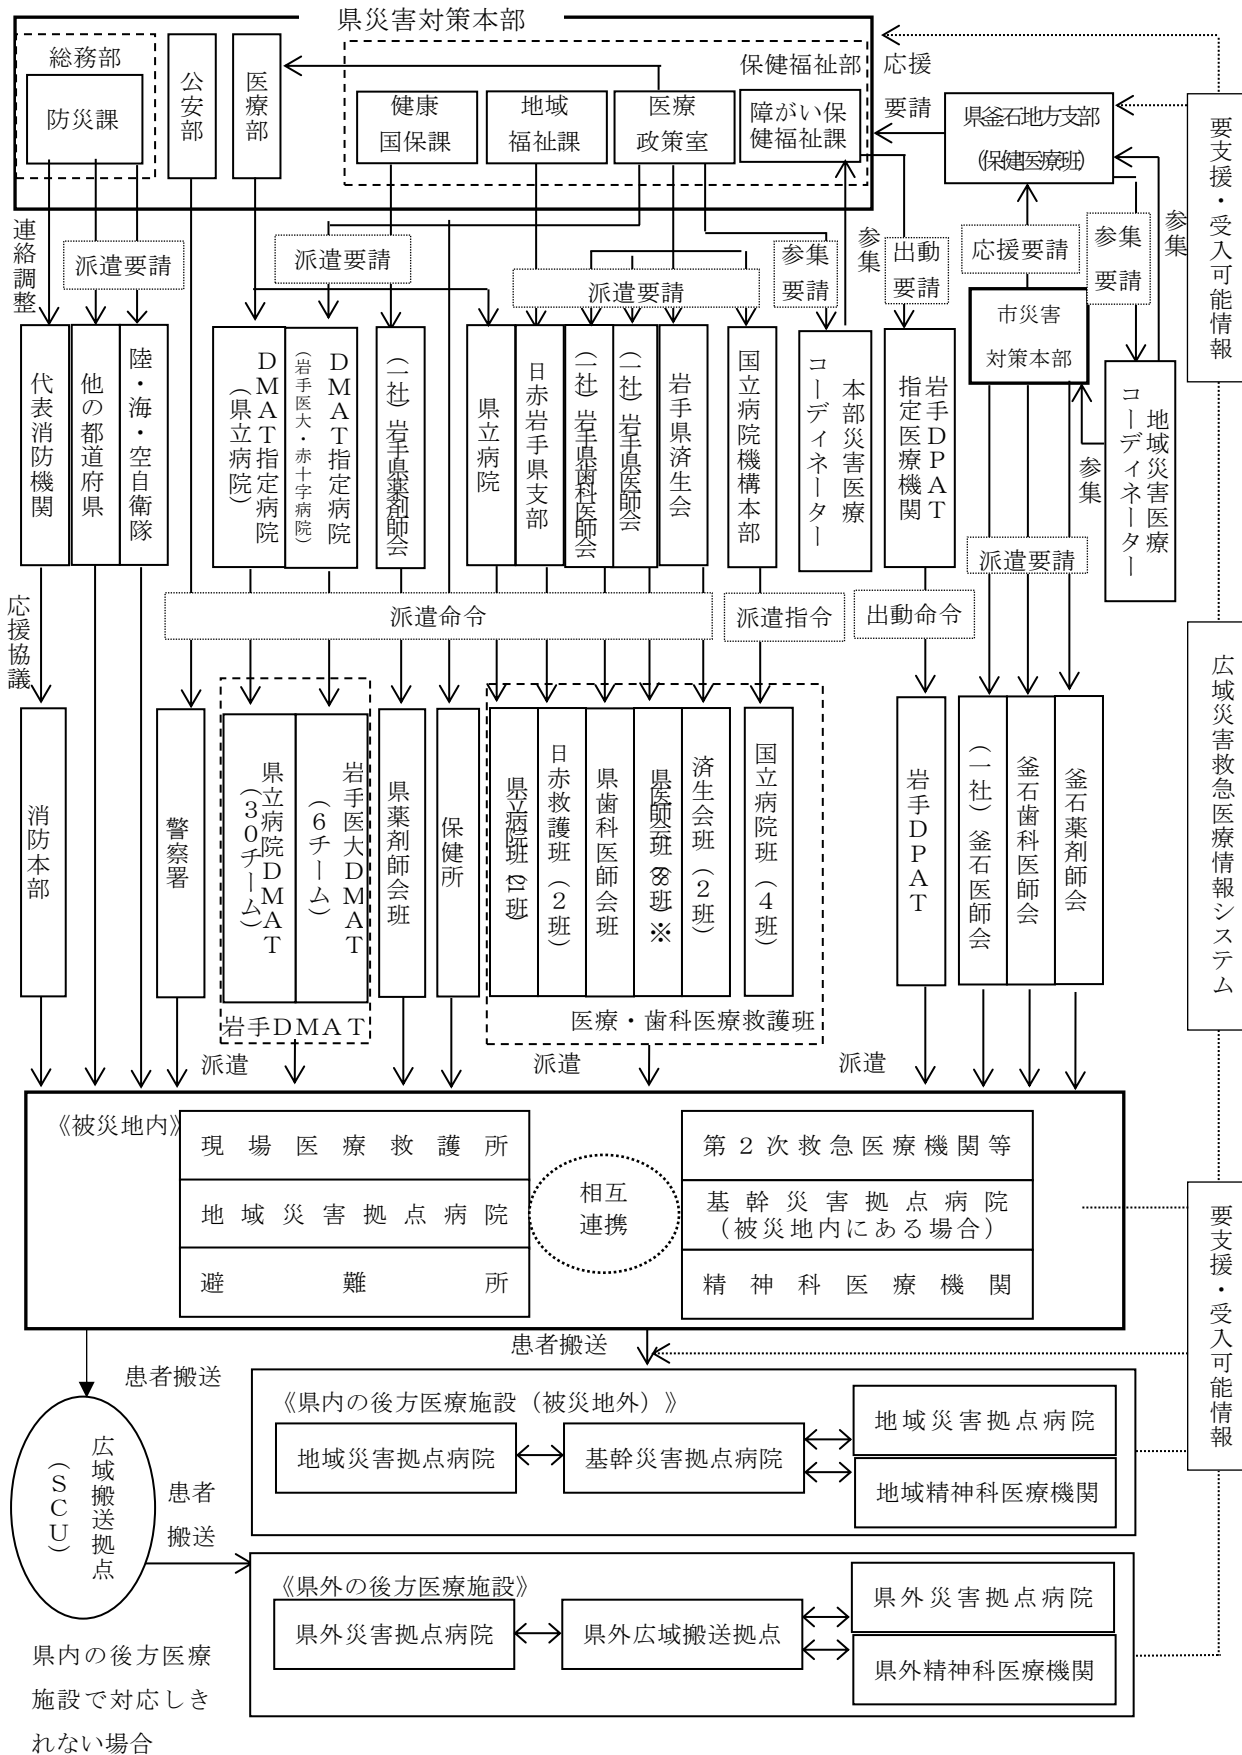 県災害対策本部
総務部
防災課
公安部
医療部
保健福祉部
健康
国保課
地域
福祉課
医療
政策室
障がい保
健福祉課
応援
要請
県釜石地方支部
（保健医療班）
要支援・受入可能情報
連絡調整
派遣要請
派遣要請
派遣要請
参集
要請
参集
出動
要請
応援要請
参集
要請
参集
市災害
対策本部
代表消防機関
他の都道府県
陸・海・空自衛隊
ＤＭＡＴ指定病院
（県立病院）
ＤＭＡＴ指定病院
（岩手医大・赤十字病院）
（一社）岩手県薬剤師会
県立病院
日赤岩手県支部
（一社）岩手県歯科医師会
（一社）岩手県医師会
岩手県済生会
国立病院機構本部
本部災害医療
コーディネーター
岩手ＤＰＡＴ
指定医療機関
地域災害医療
コーディネーター
参集
派遣要請
応援協議
派遣命令
派遣指令
出動命令
広域災害救急医療情報システム
消防本部
警察署
県立病院ＤＭＡＴ
（３０チーム）
岩手医大ＤＭＡＴ
（６チーム）
県薬剤師会班
保健所
県立病院班（21班）
日赤救護班（２班）
県歯科医師会班
県医師会班（88班）※
済生会班（２班）
国立病院班（４班）
岩手ＤＰＡＴ
（一社）釜石医師会
釜石歯科医師会
釜石薬剤師会
岩手ＤＭＡＴ
医療・歯科医療救護班
派遣
派遣
派遣
《被災地内》
現場医療救護所
地域災害拠点病院
避難所
相互
連携
第２次救急医療機関等
基幹災害拠点病院
（被災地内にある場合）
精神科医療機関
要支援・受入可能情報
患者搬送
患者搬送
《県内の後方医療施設（被災地外）》
地域災害拠点病院
基幹災害拠点病院
地域災害拠点病院
地域精神科医療機関
広域搬送拠点
（ＳＣＵ）
患者
搬送
《県外の後方医療施設》
県外災害拠点病院
県外広域搬送拠点
県外災害拠点病院
県外精神科医療機関
県内の後方医療
施設で対応しき
れない場合